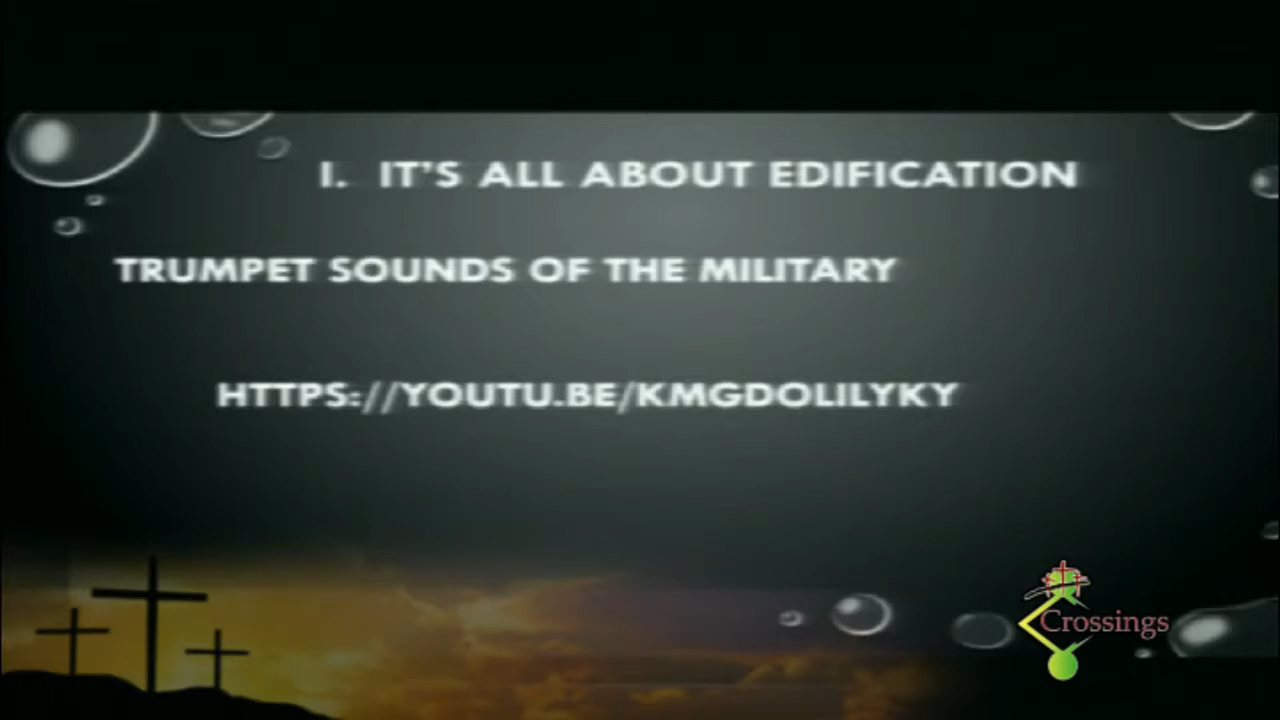 I. IT'S ALL ABOUT EDIFICATION
TRUMPET SOUNDS OF THE MILITARY
HTTPS://YOUTU.BE/KMGDOLILYKY
Crossings